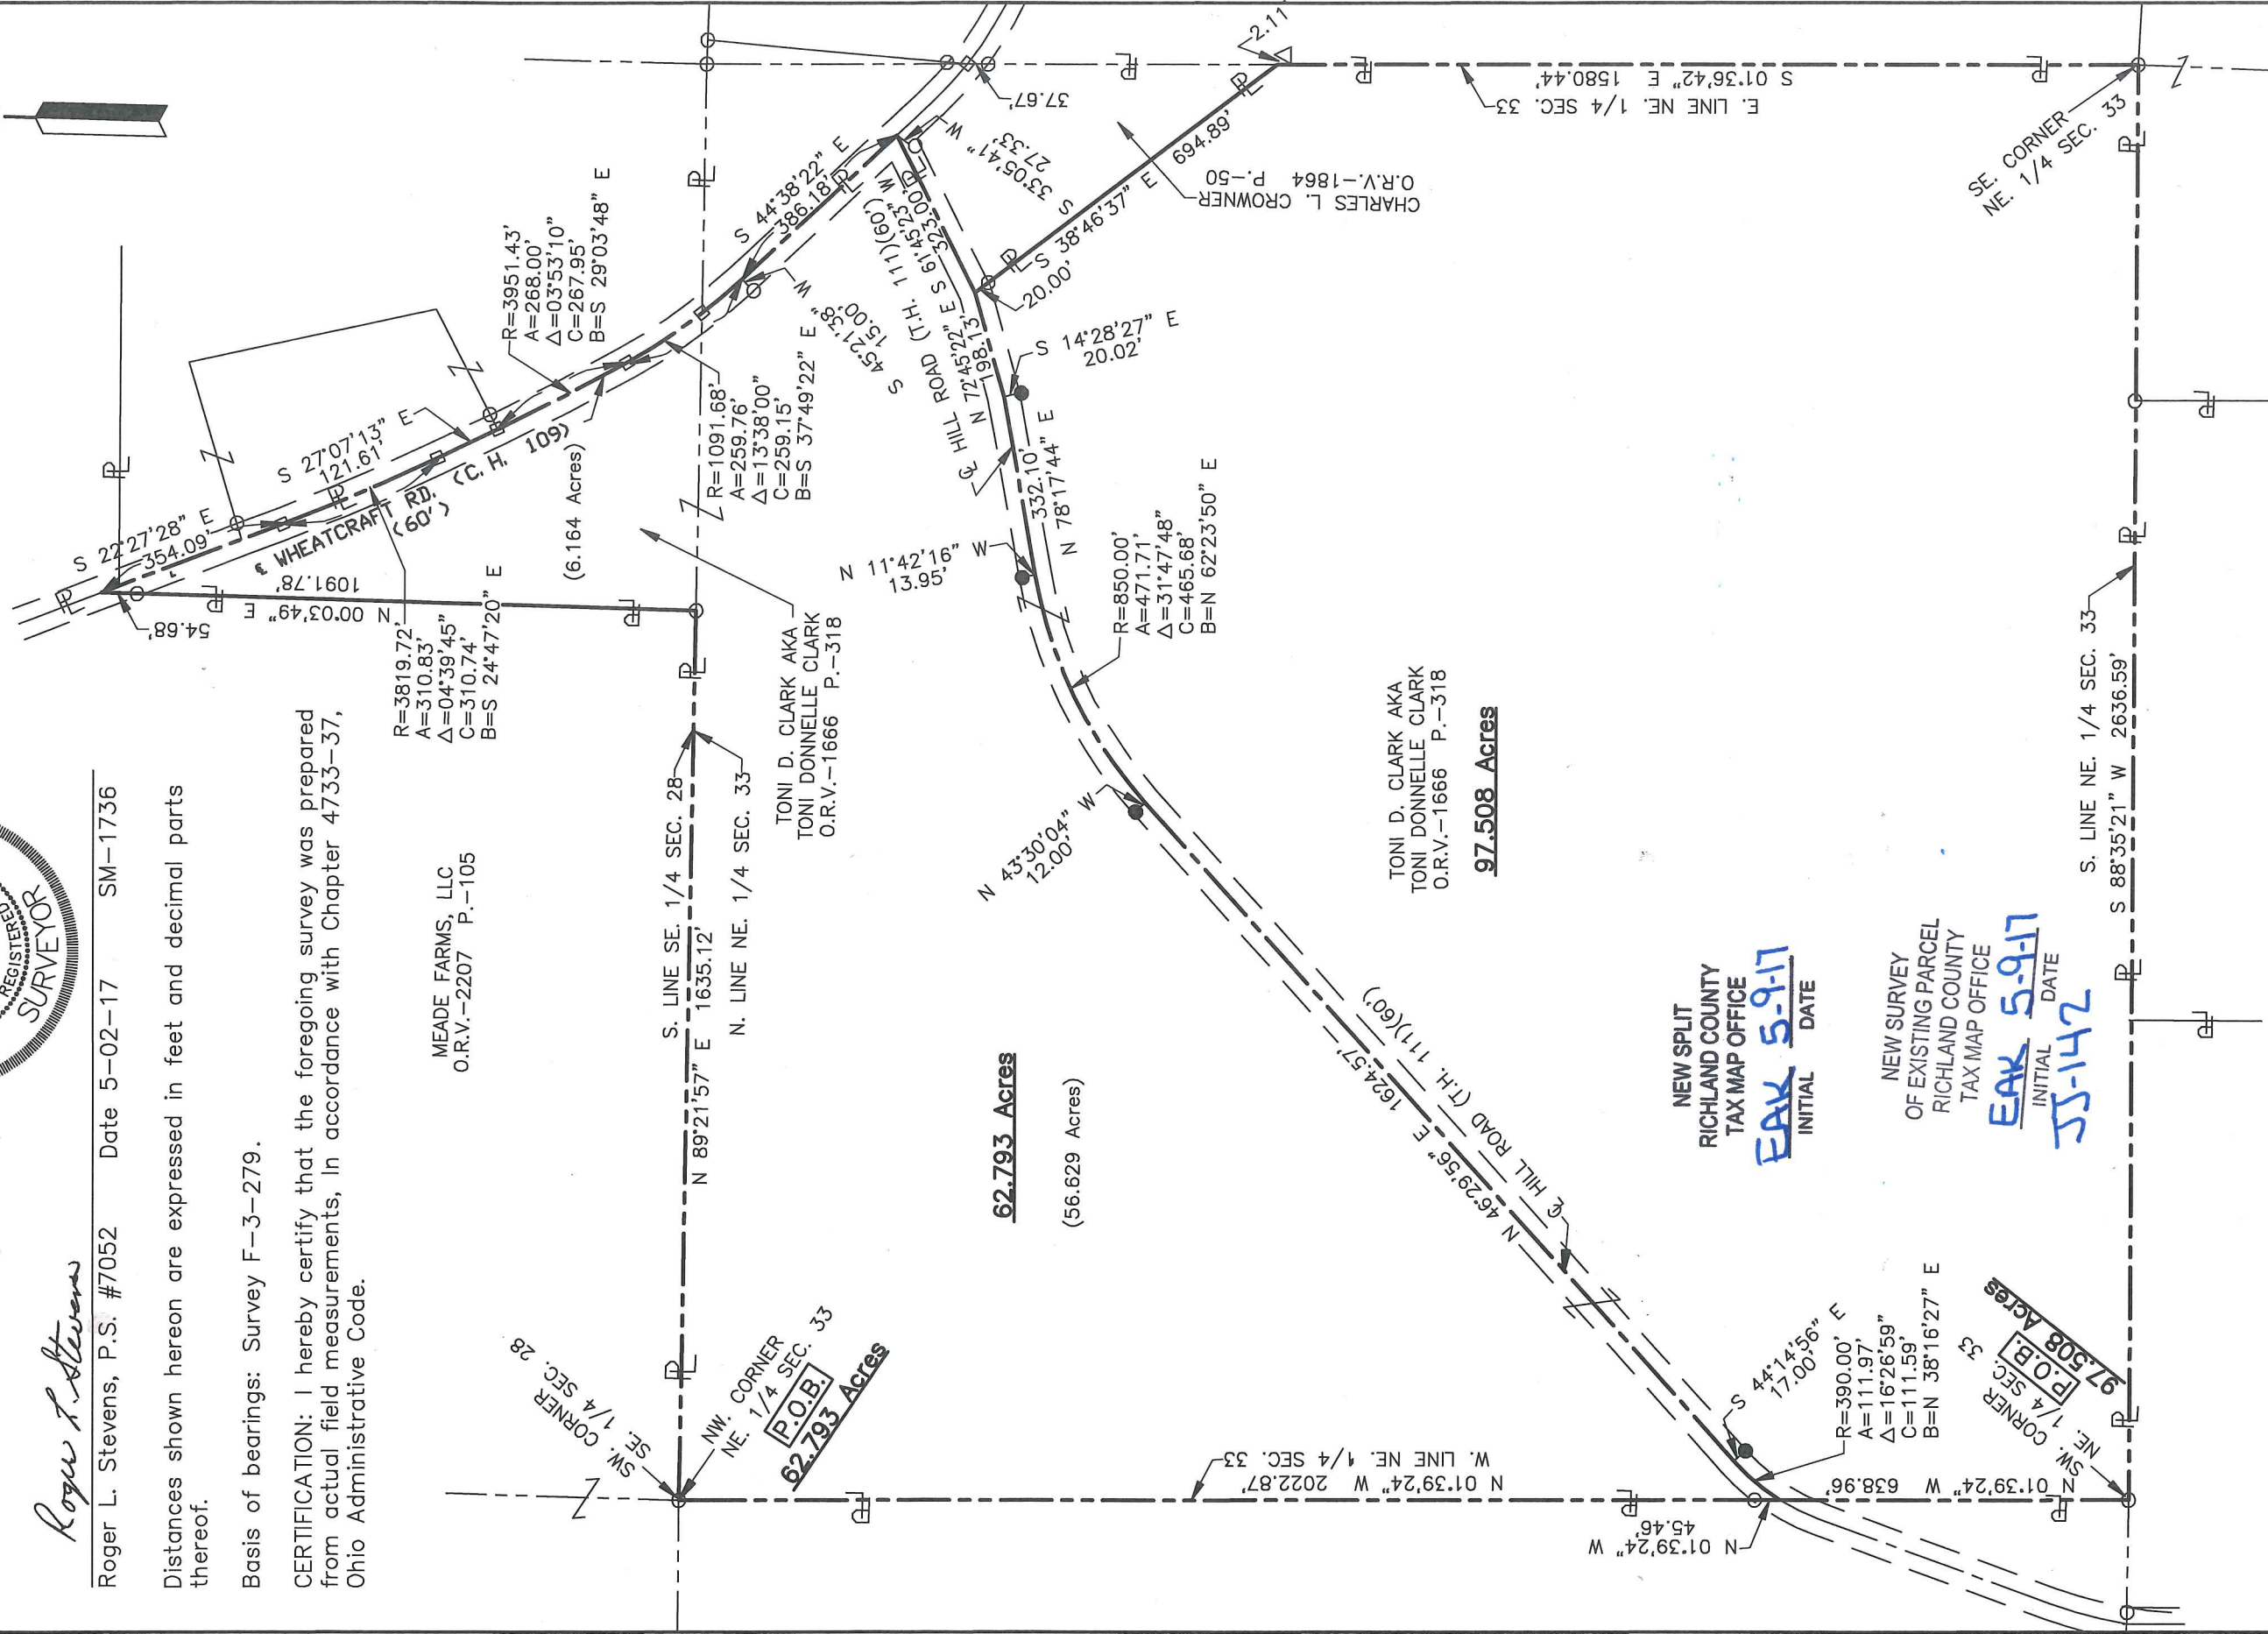 REGISTERED
SURVEYOR
Roger L. Stevens
Roger L. Stevens, P.S. #7052 Date 5-02-17 SM-1736
Distances shown hereon are expressed in feet and decimal parts
thereof.
Basis of bearings: Survey F-3-279.
CERTIFICATION: I hereby certify that the foregoing survey was prepared
from actual field measurements, In accordance with Chapter 4733-37,
Ohio Administrative Code.
MEADE FARMS, LLC
O.R.V.-2207 P.-105
54.68'
N 00°03'49" E
1091.78'
S 22°27'28" E
354.09'
℄ WHEATCRAFT RD. (C. H. 109)
(60')
S 27°07'13" E
121.61'
R=3819.72'
A=310.83'
Δ=04°39'45"
C=310.74'
B=S 24°47'20" E
R=3951.43'
A=268.00'
Δ=03°53'10"
C=267.95'
B=S 29°03'48" E
(6.164 Acres)
R=1091.68'
A=259.76'
Δ=13°38'00"
C=259.15'
B=S 37°49'22" E
S 44°38'22" E
386.18'
S 45°21'38" W
15.00'
S. LINE SE. 1/4 SEC. 28
N 89°21'57" E 1635.12'
N. LINE NE. 1/4 SEC. 33
SW. CORNER
SE. 1/4 SEC. 28
NW. CORNER
NE. 1/4 SEC. 33
P.O.B.
62.793 Acres
TONI D. CLARK AKA
TONI DONNELLE CLARK
O.R.V.-1666 P.-318
62.793 Acres
(56.629 Acres)
37.67'
33°05'41" W
27.33'
℄ HILL ROAD (T.H. 111)(60')
S 61°45'23" W
323.00'
N 72°45'22" E
198.13'
20.00'
S 38°46'37" E
S E
694.89'
2.11
CHARLES L. CROWNER
O.R.V.-1864 P.-50
S 14°28'27" E
20.02'
332.10'
N 78°17'44" E
N 11°42'16" W
13.95'
R=850.00'
A=471.71'
Δ=31°47'48"
C=465.68'
B=N 62°23'50" E
N 43°30'04" W
12.00'
TONI D. CLARK AKA
TONI DONNELLE CLARK
O.R.V.-1666 P.-318
97.508 Acres
E. LINE NE. 1/4 SEC. 33
S 01°36'42" E 1580.44'
SE. CORNER
NE. 1/4 SEC. 33
N 46°29'56" E 1624.57'
℄ HILL ROAD (T.H. 111)(60')
W. LINE NE. 1/4 SEC. 33
N 01°39'24" W 2022.87'
N 01°39'24" W
45.46'
S 44°14'56" E
17.00'
R=390.00'
A=111.97'
Δ=16°26'59"
C=111.59'
B=N 38°16'27" E
N 01°39'24" W 638.96'
SW. CORNER
NE. 1/4 SEC. 33
P.O.B.
97.508 Acres
NEW SPLIT
RICHLAND COUNTY
TAX MAP OFFICE
EAK 5-9-17
INITIAL DATE
NEW SURVEY
OF EXISTING PARCEL
RICHLAND COUNTY
TAX MAP OFFICE
EAK 5-9-17
INITIAL DATE
JJ-142
S. LINE NE. 1/4 SEC. 33
S 88°35'21" W 2636.59'